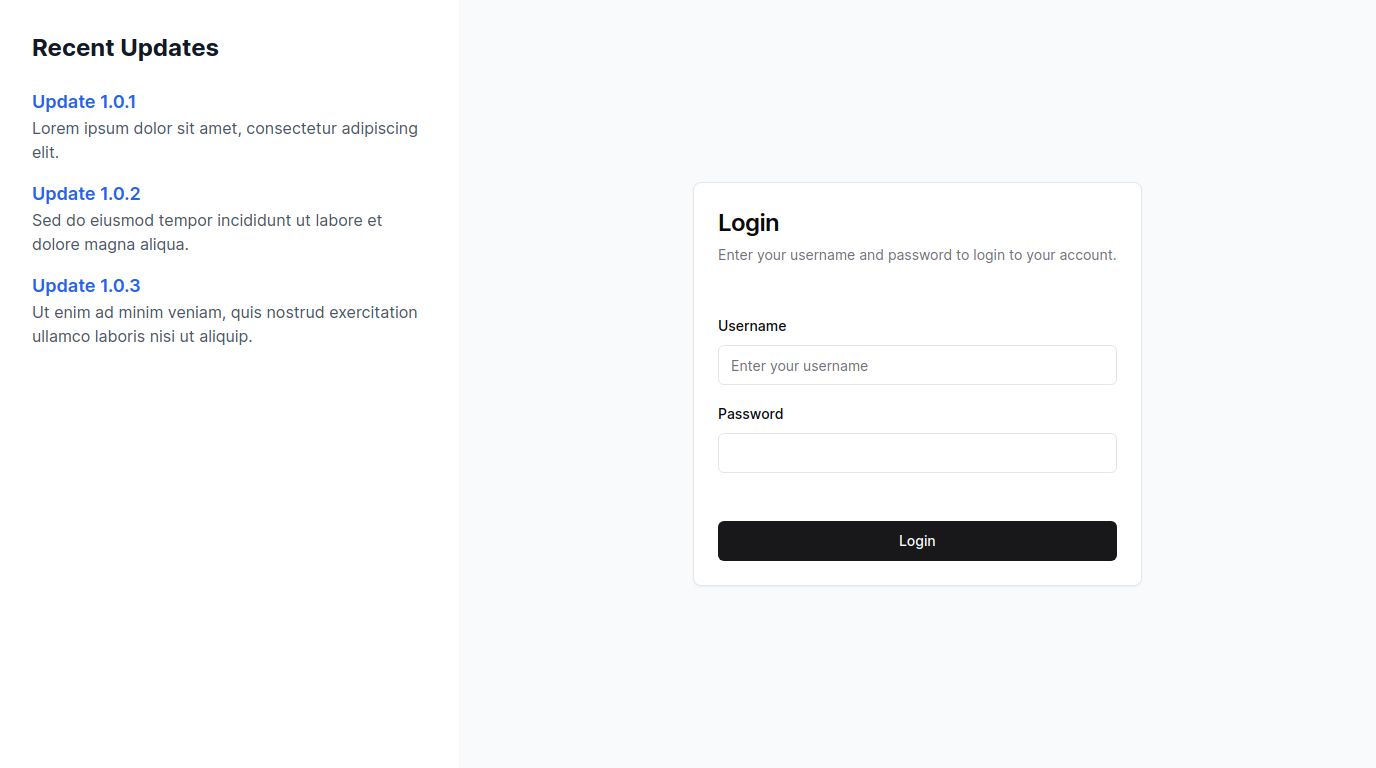 Recent Updates
Update 1.0.1
Lorem ipsum dolor sit amet, consectetur adipiscing
elit.
Update 1.0.2
Sed do eiusmod tempor incididunt ut labore et
dolore magna aliqua.
Update 1.0.3
Ut enim ad minim veniam, quis nostrud exercitation
ullamco laboris nisi ut aliquip.
Login
Enter your username and password to login to your account.
Username
Enter your username
Password
Login